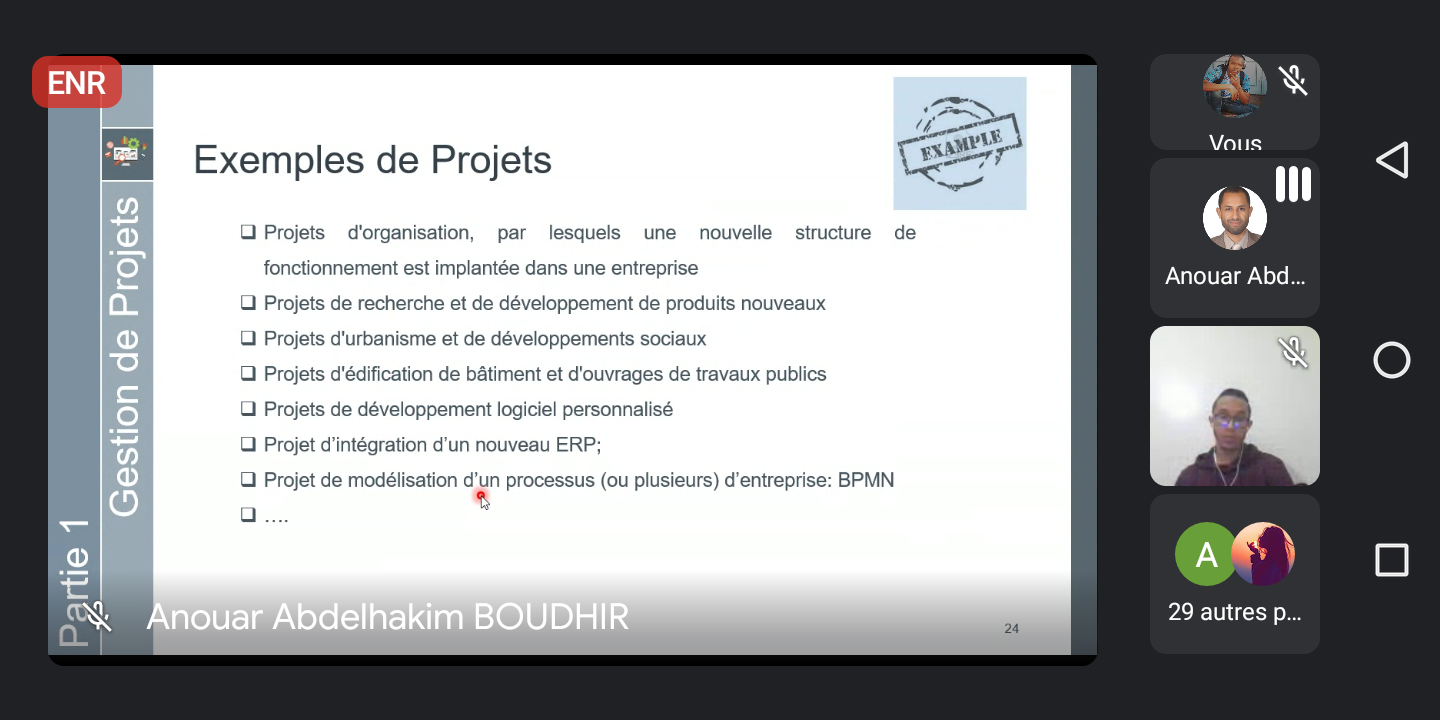 ENR
Partie 1
Gestion de Projets
Exemples de Projets
EXAMPLE
❑ Projets d'organisation, par lesquels une nouvelle structure de
fonctionnement est implantée dans une entreprise
❑ Projets de recherche et de développement de produits nouveaux
❑ Projets d'urbanisme et de développements sociaux
❑ Projets d'édification de bâtiment et d'ouvrages de travaux publics
❑ Projets de développement logiciel personnalisé
❑ Projet d’intégration d’un nouveau ERP;
❑ Projet de modélisation d’un processus (ou plusieurs) d’entreprise: BPMN
❑ ….
Anouar Abdelhakim BOUDHIR
24
Vous
Anouar Abd...
A
29 autres p...